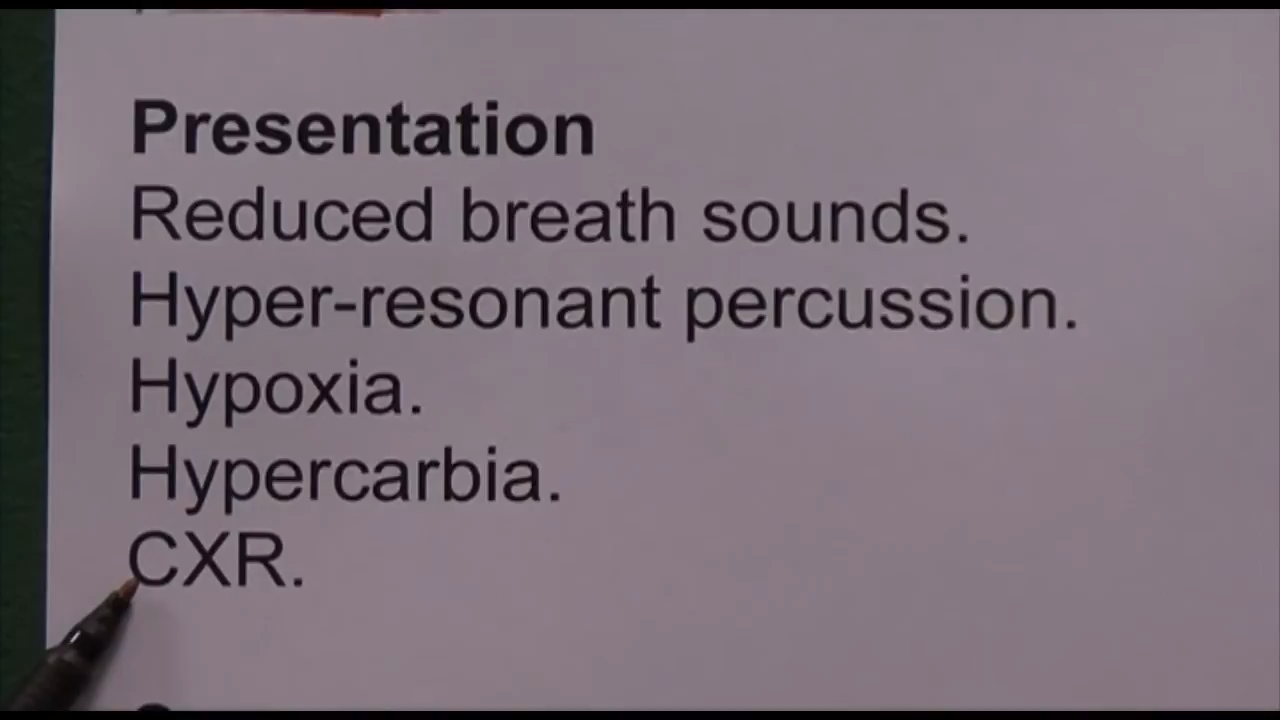 Presentation
Reduced breath sounds.
Hyper-resonant percussion.
Hypoxia.
Hypercarbia.
CXR.